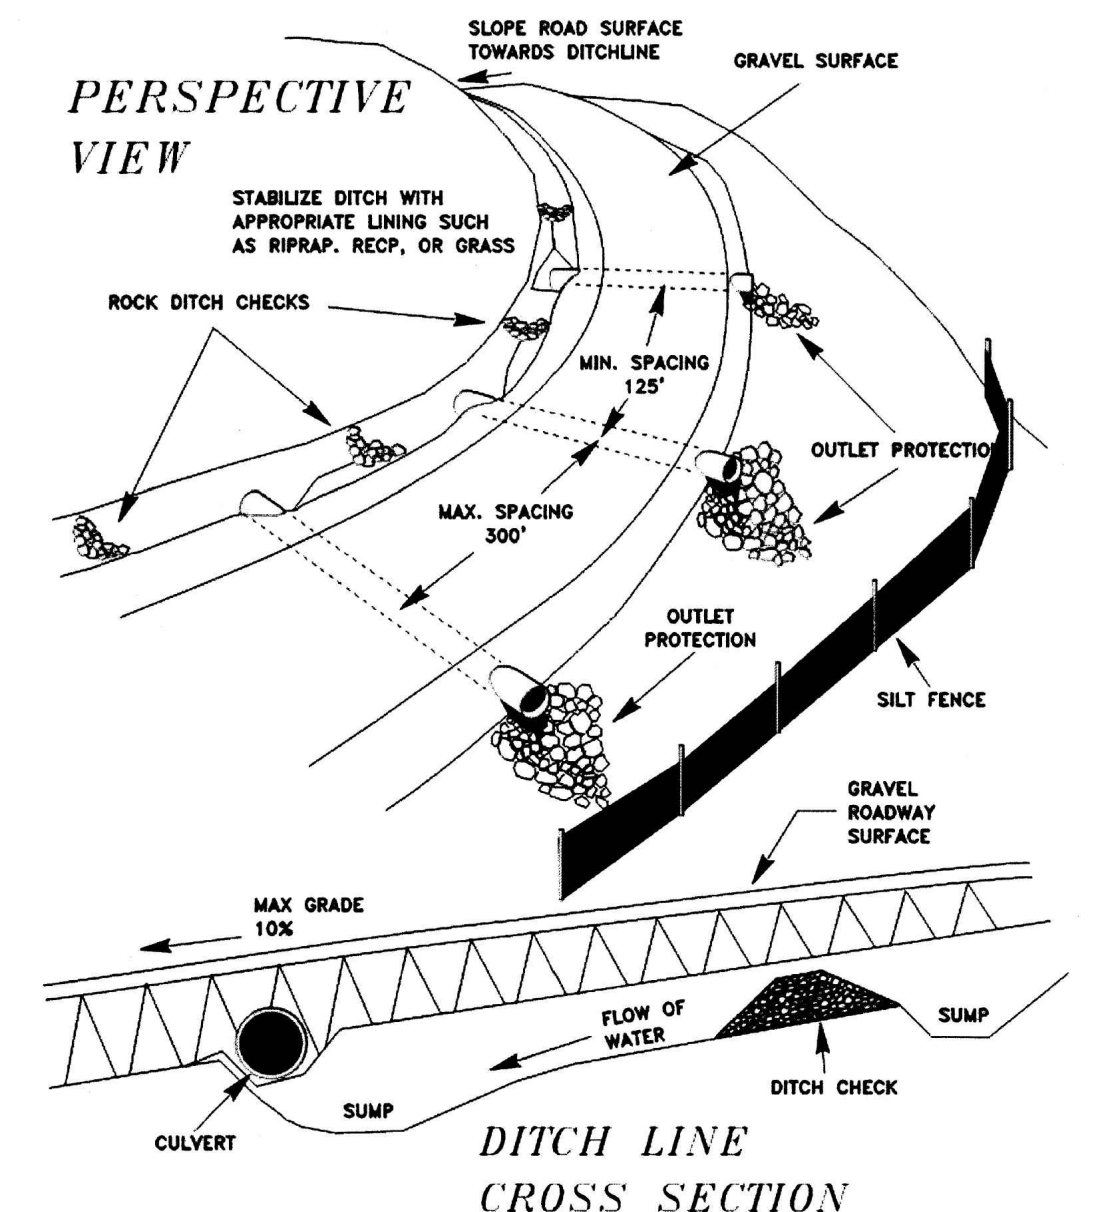 SLOPE ROAD SURFACE
TOWARDS DITCHLINE
GRAVEL SURFACE
PERSPECTIVE
VIEW
STABILIZE DITCH WITH
APPROPRIATE LINING SUCH
AS RIPRAP. RECP, OR GRASS
ROCK DITCH CHECKS
MIN. SPACING
125'
OUTLET PROTECTION
MAX. SPACING
300'
OUTLET
PROTECTION
SILT FENCE
GRAVEL
ROADWAY
SURFACE
MAX GRADE
10%
FLOW OF
WATER
SUMP
DITCH CHECK
SUMP
CULVERT
DITCH LINE
CROSS SECTION